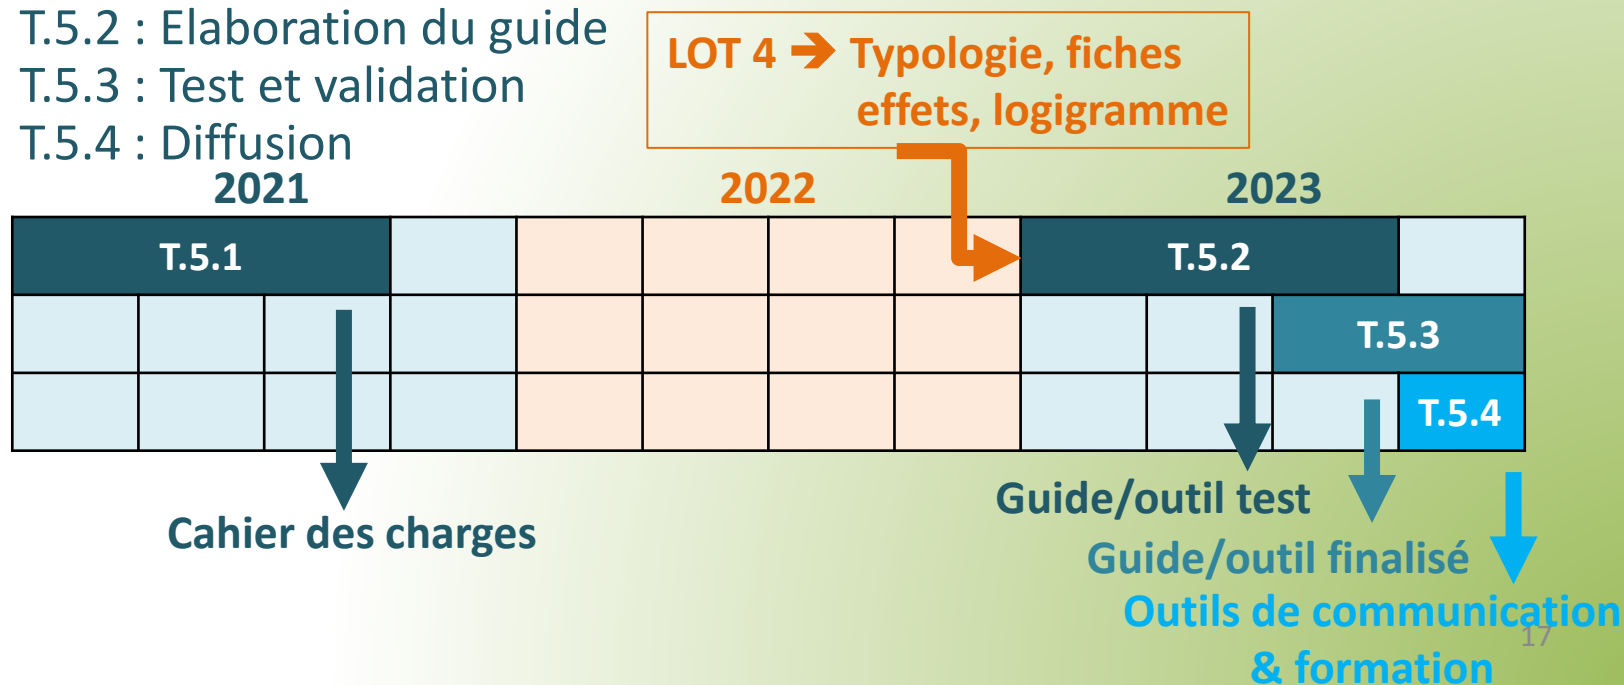 T.5.2 : Elaboration du guide
T.5.3 : Test et validation
T.5.4 : Diffusion
LOT 4 ➔ Typologie, fiches
effets, logigramme
2021
2022
2023
T.5.1
T.5.2
T.5.3
T.5.4
Cahier des charges
Guide/outil test
Guide/outil finalisé
Outils de communication
& formation
17